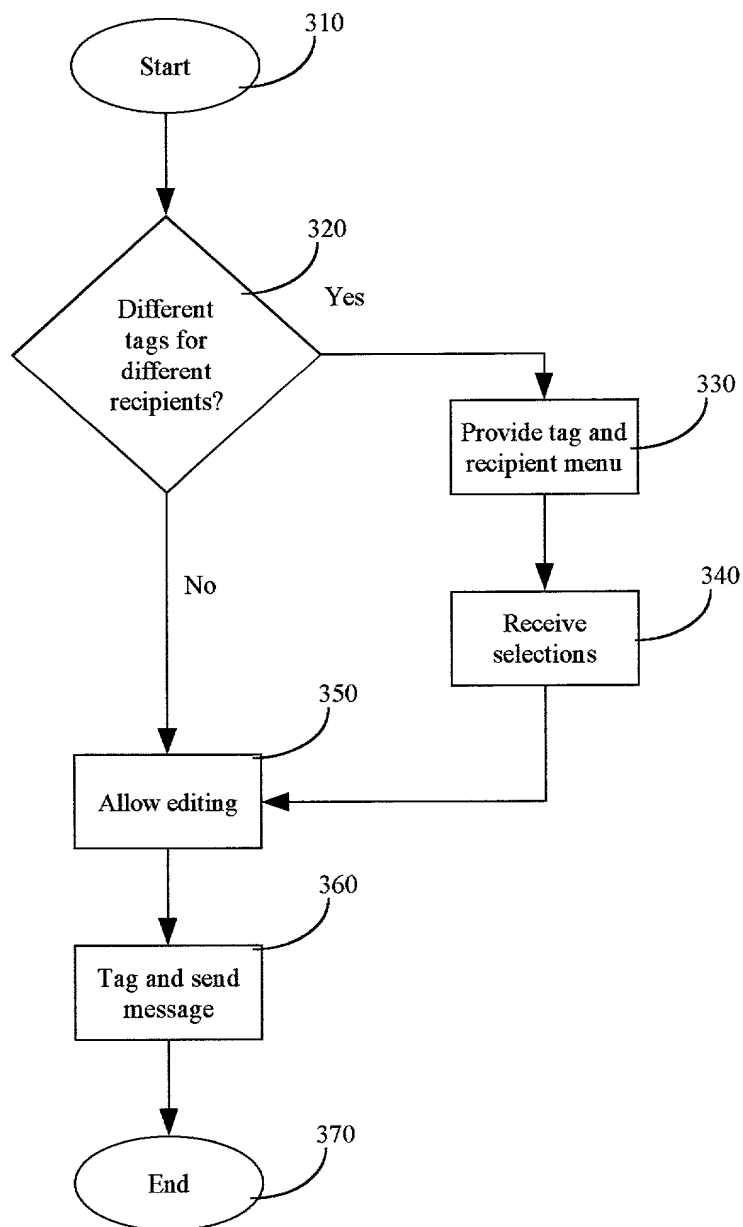 310
Start
320
Yes
Different
tags for
different
recipients?
330
Provide tag and
recipient menu
No
340
Receive
selections
350
Allow editing
360
Tag and send
message
370
End